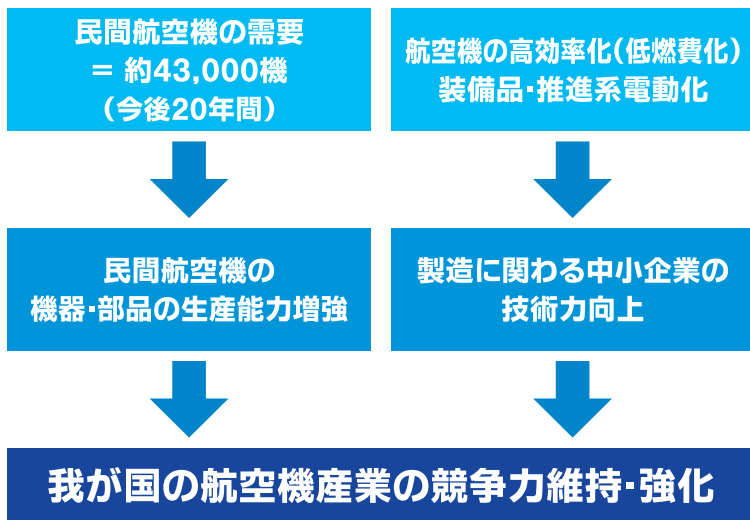 民間航空機の需要
= 約43,000機
(今後20年間)
航空機の高効率化(低燃費化)
装備品・推進系電動化
民間航空機の
機器・部品の生産能力増強
製造に関わる中小企業の
技術力向上
我が国の航空機産業の競争力維持・強化